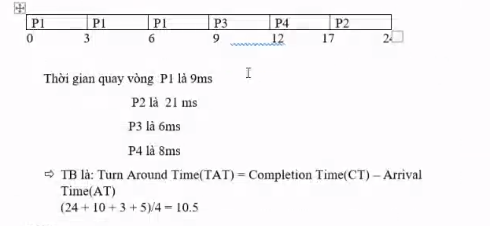 P1 P1 P1 P3 P4 P2
0 3 6 9 12 17 24
Thời gian quay vòng P1 là 9ms
P2 là 21 ms
P3 là 6ms
P4 là 8ms
⇨ TB là: Turn Around Time(TAT) = Completion Time(CT) – Arrival
Time(AT)
(24 + 10 + 3 + 5)/4 = 10.5